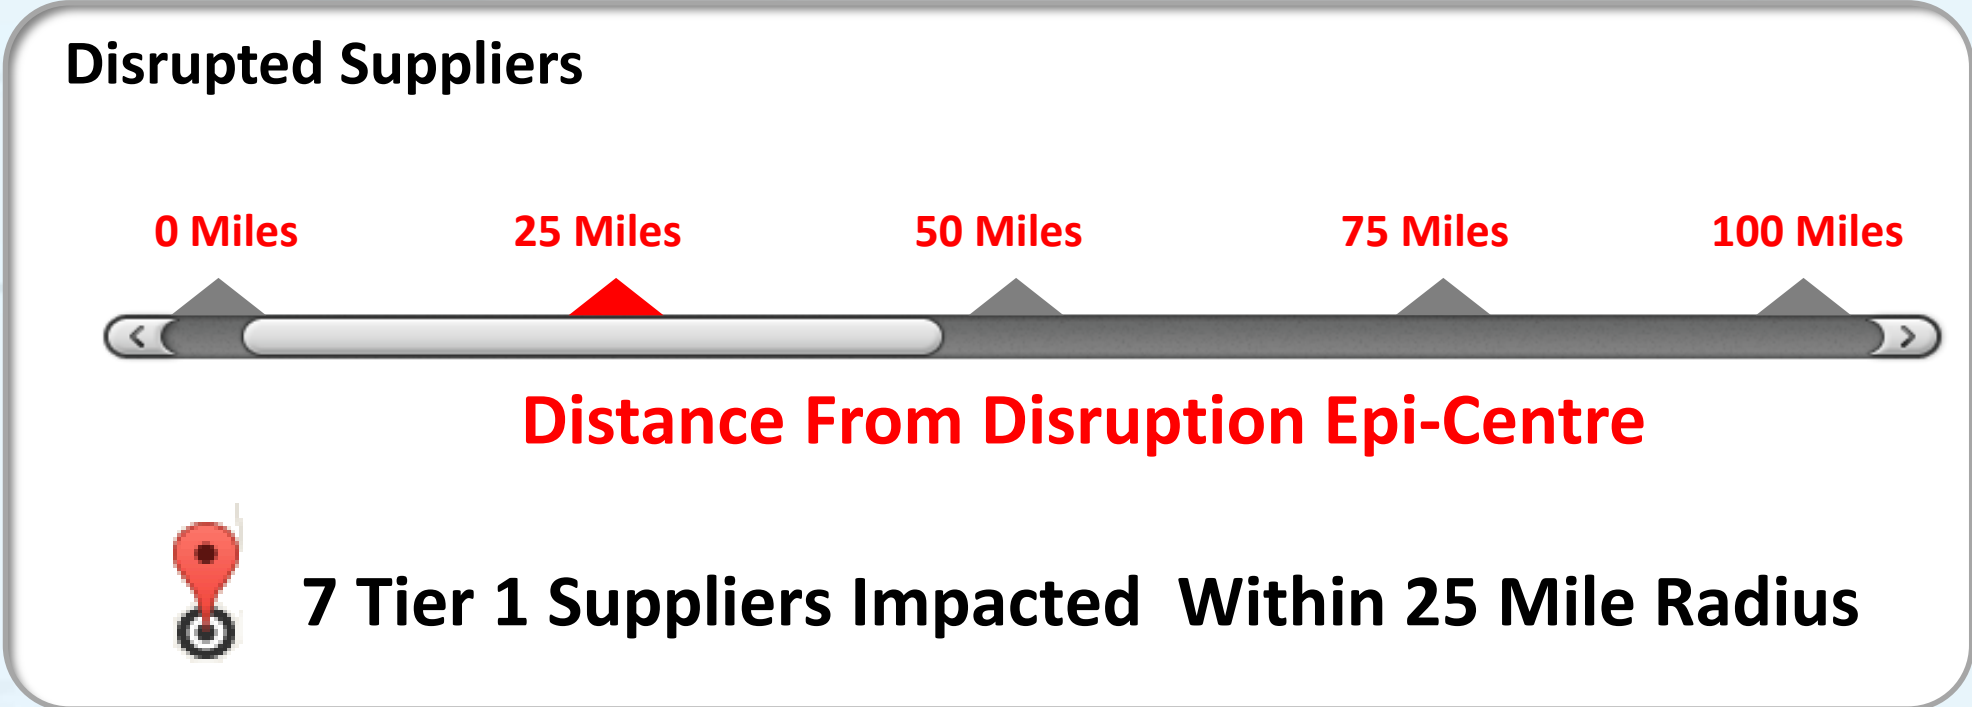 Disrupted Suppliers
0 Miles 25 Miles 50 Miles 75 Miles 100 Miles
Distance From Disruption Epi-Centre
7 Tier 1 Suppliers Impacted  Within 25 Mile Radius